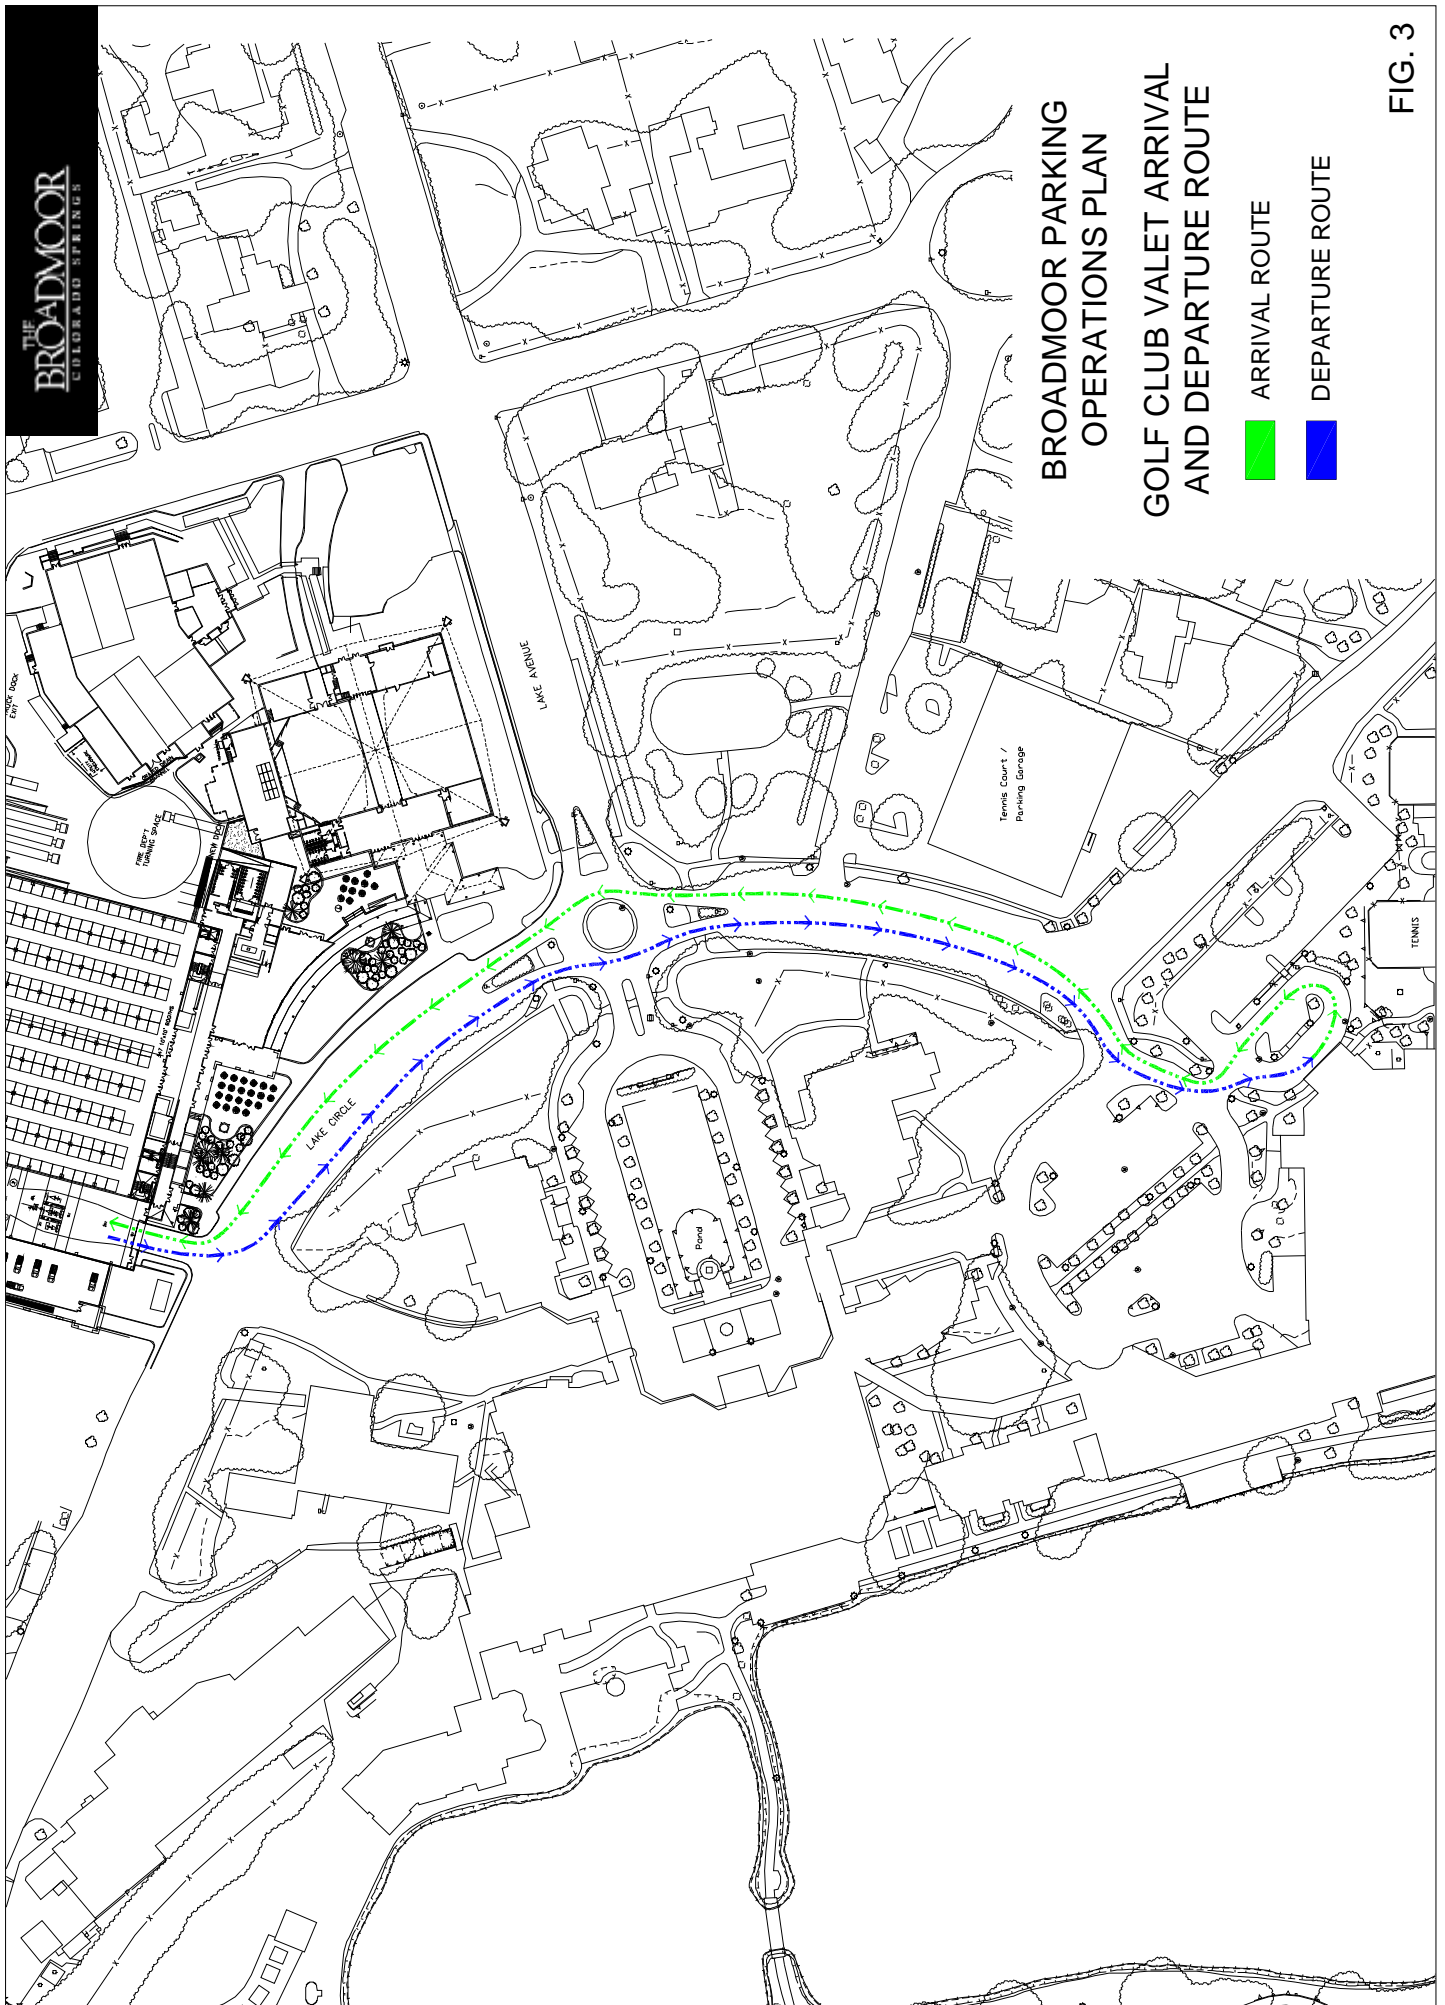 THE
BROADMOOR
COLORADO SPRINGS
FIG. 3
BROADMOOR PARKING
OPERATIONS PLAN
GOLF CLUB VALET ARRIVAL
AND DEPARTURE ROUTE
ARRIVAL ROUTE
DEPARTURE ROUTE
LAKE AVENUE
LAKE CIRCLE
FIRE DEPT.
TURNING SPACE
EXIT
Tennis Court /
Parking Garage
TENNIS
Pond